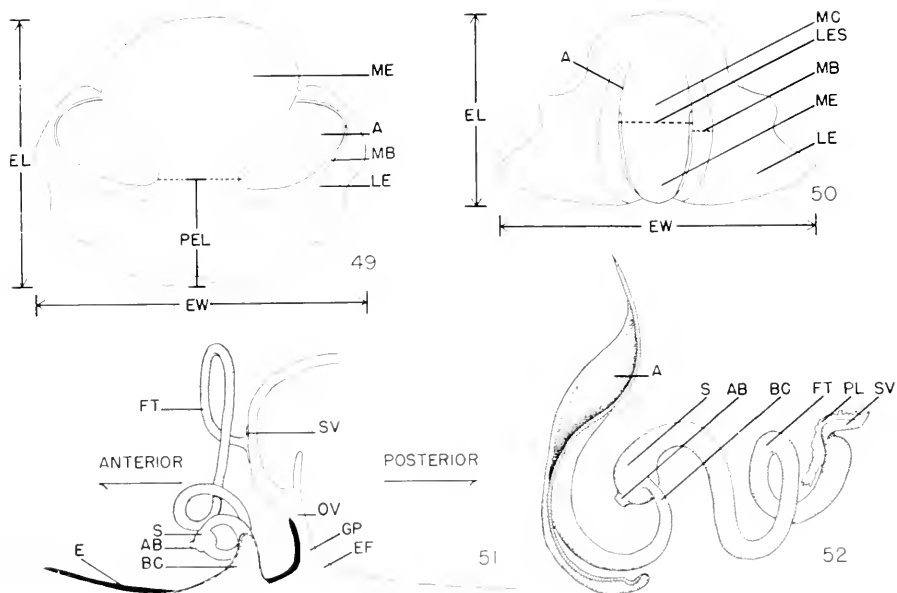 ME
A
MB
LE
EL
PEL
49
EW
MC
LES
A
MB
ME
EL
LE
50
EW
FT
SV
ANTERIOR
POSTERIOR
OV
S
GP
AB
EF
E
BC
51
A
S AB BC FT PL SV
52